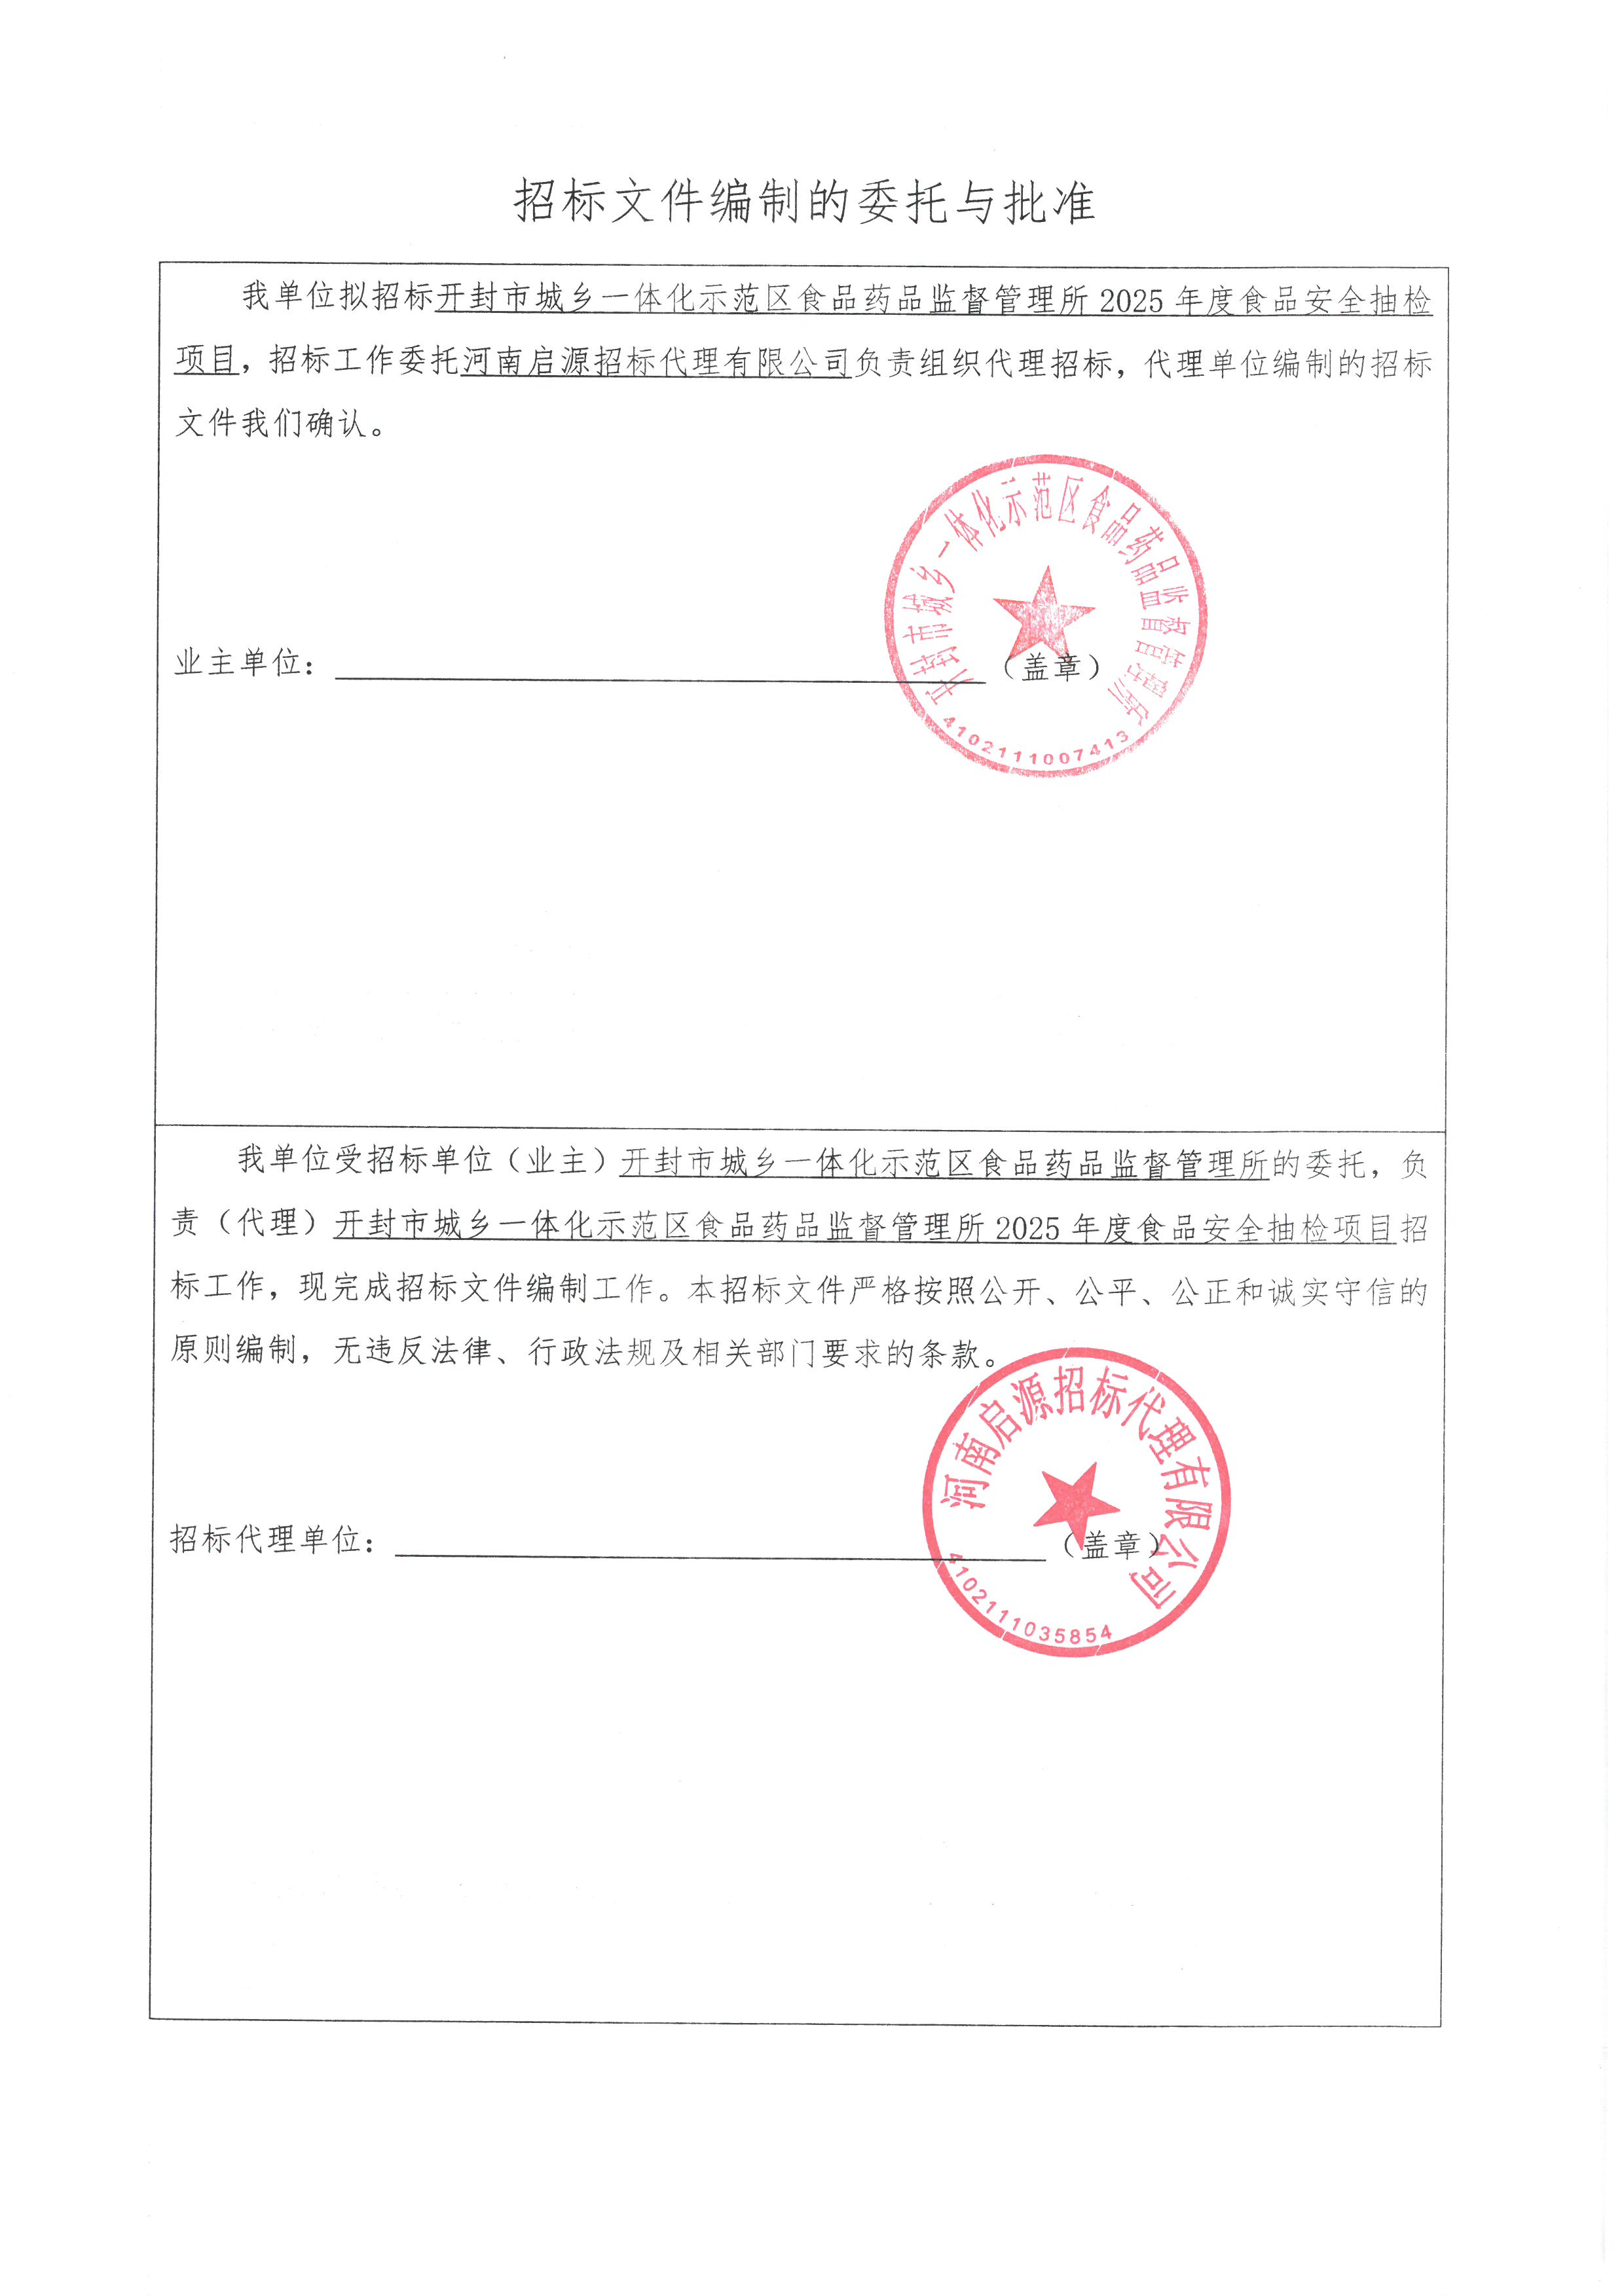 招标文件编制的委托与批准
我单位拟招标开封市城乡一体化示范区食品药品监督管理所 2025 年度食品安全抽检
项目，招标工作委托河南启源招标代理有限公司负责组织代理招标，代理单位编制的招标
文件我们确认。
开封市城乡一体化示范区食品药品监督管理所
业主单位：（盖章）
4102111007413
我单位受招标单位（业主）开封市城乡一体化示范区食品药品监督管理所的委托，负
责（代理）开封市城乡一体化示范区食品药品监督管理所 2025 年度食品安全抽检项目招
标工作，现完成招标文件编制工作。本招标文件严格按照公开、公平、公正和诚实守信的
原则编制，无违反法律、行政法规及相关部门要求的条款。
河南启源招标代理有限公司
招标代理单位：（盖章）
4102111035854